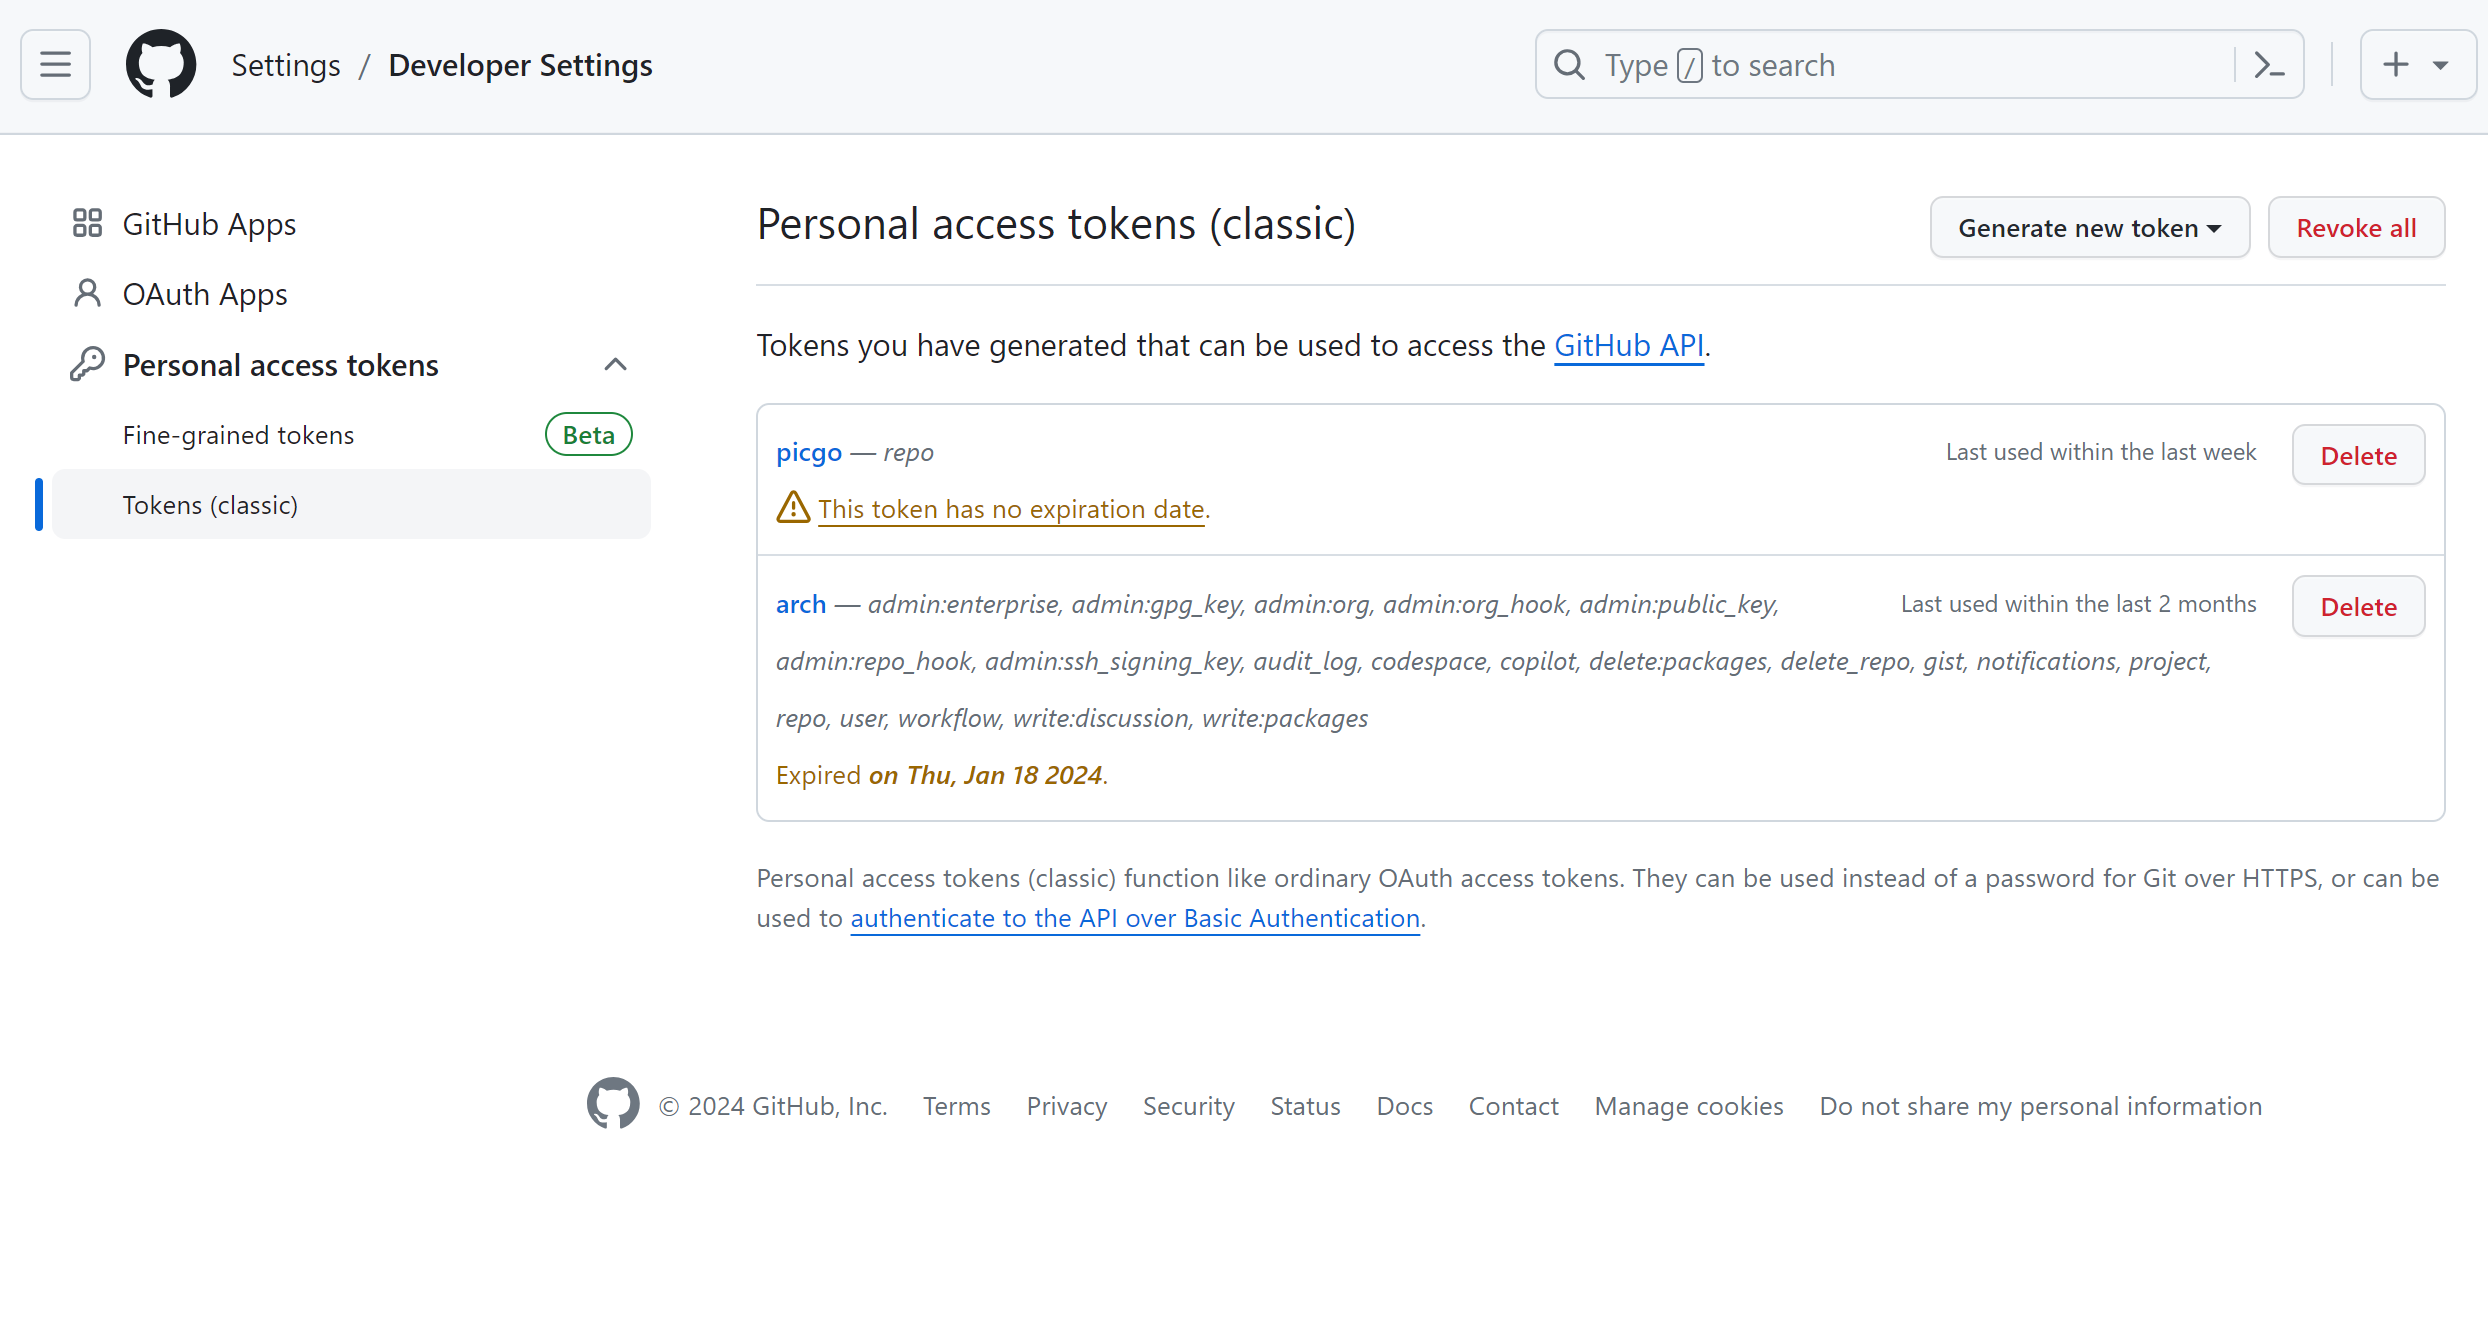 Settings / Developer Settings
Type / to search
GitHub Apps
OAuth Apps
Personal access tokens
Fine-grained tokens Beta
Tokens (classic)
Personal access tokens (classic)
Generate new token
Revoke all
Tokens you have generated that can be used to access the GitHub API.
picgo — repo
Last used within the last week
Delete
This token has no expiration date.
arch — admin:enterprise, admin:gpg_key, admin:org, admin:org_hook, admin:public_key,
Last used within the last 2 months
Delete
admin:repo_hook, admin:ssh_signing_key, audit_log, codespace, copilot, delete:packages, delete_repo, gist, notifications, project,
repo, user, workflow, write:discussion, write:packages
Expired on Thu, Jan 18 2024.
Personal access tokens (classic) function like ordinary OAuth access tokens. They can be used instead of a password for Git over HTTPS, or can be
used to authenticate to the API over Basic Authentication.
© 2024 GitHub, Inc. Terms Privacy Security Status Docs Contact Manage cookies Do not share my personal information